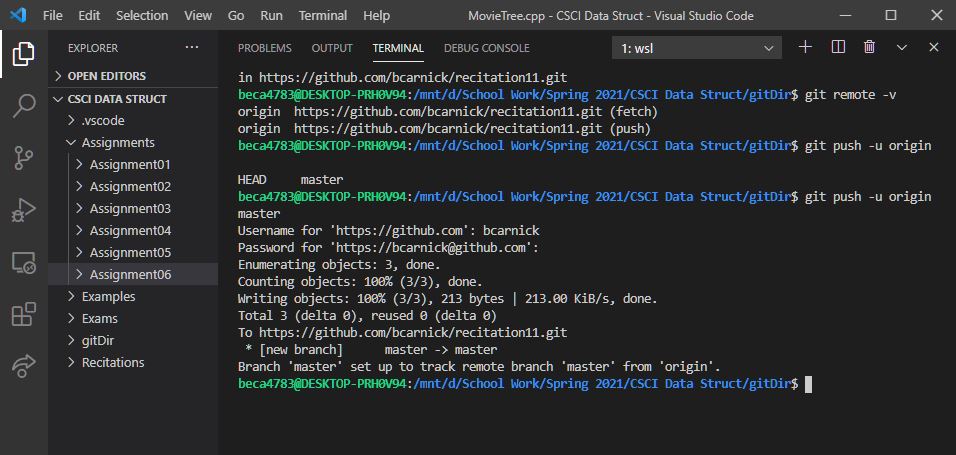 File Edit Selection View Go Run Terminal Help MovieTree.cpp - CSCI Data Struct - Visual Studio Code
EXPLORER
OPEN EDITORS
CSCI DATA STRUCT
.vscode
Assignments
Assignment01
Assignment02
Assignment03
Assignment04
Assignment05
Assignment06
Examples
Exams
gitDir
Recitations
PROBLEMS OUTPUT TERMINAL DEBUG CONSOLE 1: wsl
in https://github.com/bcarnick/recitation11.git
beca4783@DESKTOP-PRH0V94:/mnt/d/School Work/Spring 2021/CSCI Data Struct/gitDir$ git remote -v
origin https://github.com/bcarnick/recitation11.git (fetch)
origin https://github.com/bcarnick/recitation11.git (push)
beca4783@DESKTOP-PRH0V94:/mnt/d/School Work/Spring 2021/CSCI Data Struct/gitDir$ git push -u origin
HEAD master
beca4783@DESKTOP-PRH0V94:/mnt/d/School Work/Spring 2021/CSCI Data Struct/gitDir$ git push -u origin
master
Username for 'https://github.com': bcarnick
Password for 'https://bcarnick@github.com':
Enumerating objects: 3, done.
Counting objects: 100% (3/3), done.
Writing objects: 100% (3/3), 213 bytes | 213.00 KiB/s, done.
Total 3 (delta 0), reused 0 (delta 0)
To https://github.com/bcarnick/recitation11.git
* [new branch] master -> master
Branch 'master' set up to track remote branch 'master' from 'origin'.
beca4783@DESKTOP-PRH0V94:/mnt/d/School Work/Spring 2021/CSCI Data Struct/gitDir$